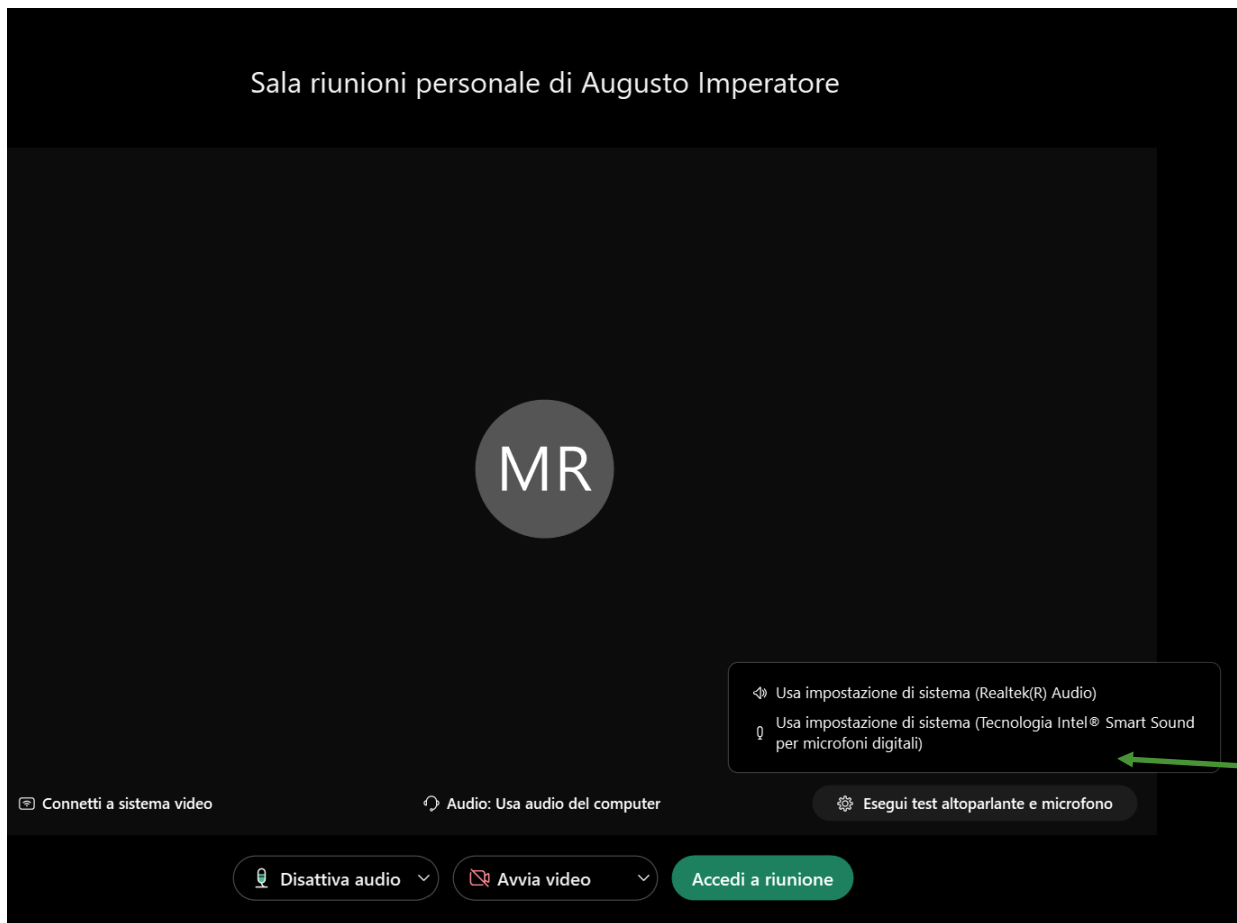 Sala riunioni personale di Augusto Imperatore
MR
Usa impostazione di sistema (Realtek(R) Audio)
Usa impostazione di sistema (Tecnologia Intel® Smart Sound
per microfoni digitali)
Connetti a sistema video
Audio: Usa audio del computer
Esegui test altoparlante e microfono
Disattiva audio
Avvia video
Accedi a riunione